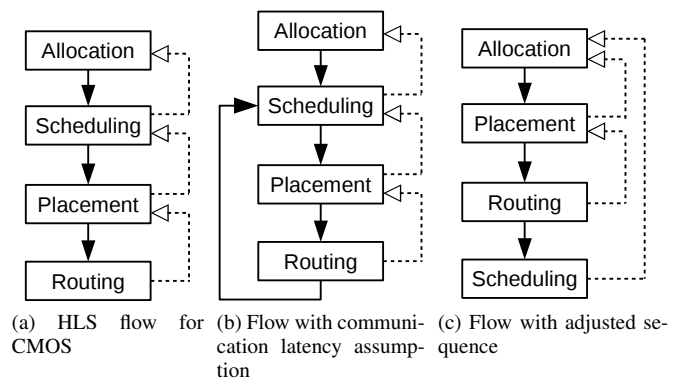 Allocation
Scheduling
Placement
Routing
(a) HLS flow for
CMOS
Allocation
Scheduling
Placement
Routing
(b) Flow with communi-
cation latency assump-
tion
Allocation
Placement
Routing
Scheduling
(c) Flow with adjusted se-
quence